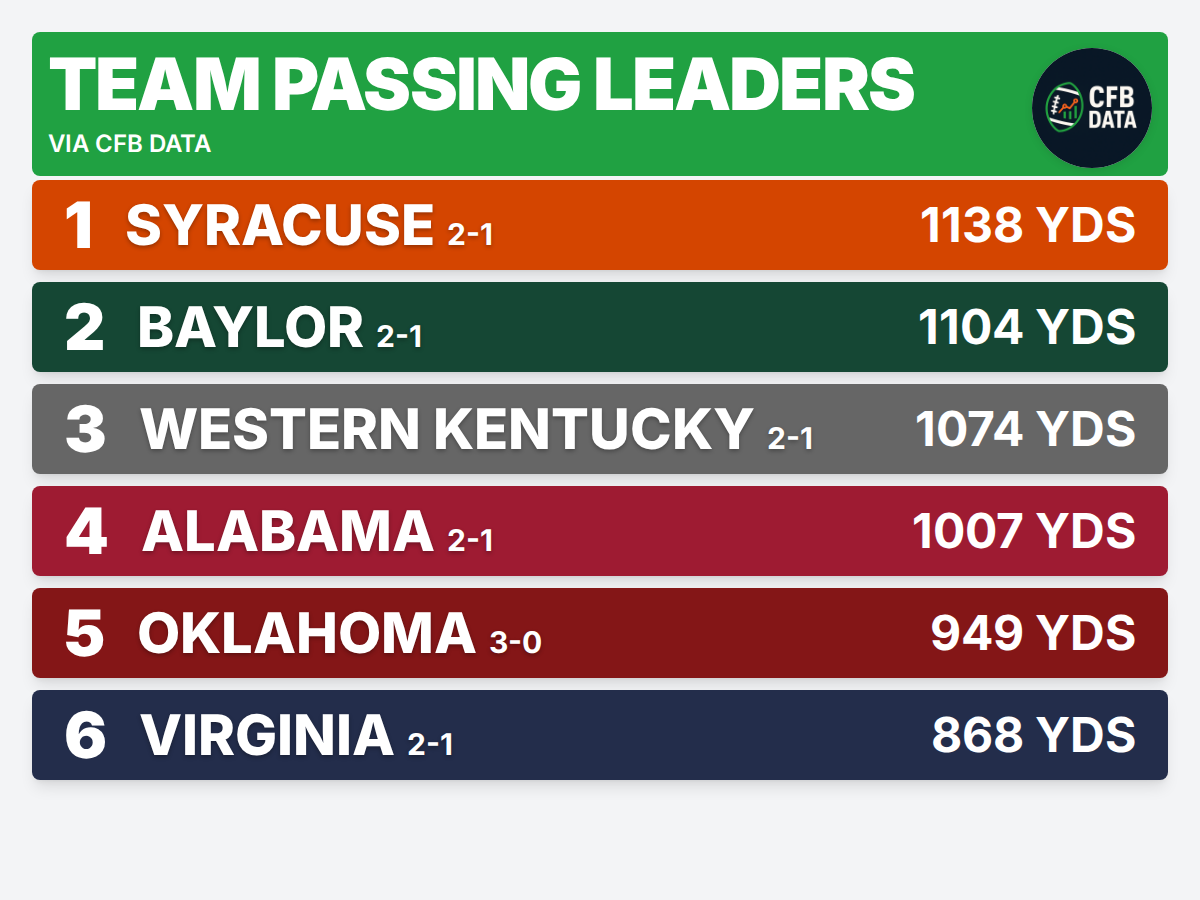 TEAM PASSING LEADERS
VIA CFB DATA
CFB
DATA
1 SYRACUSE 2-1 1138 YDS
2 BAYLOR 2-1 1104 YDS
3 WESTERN KENTUCKY 2-1 1074 YDS
4 ALABAMA 2-1 1007 YDS
5 OKLAHOMA 3-0 949 YDS
6 VIRGINIA 2-1 868 YDS